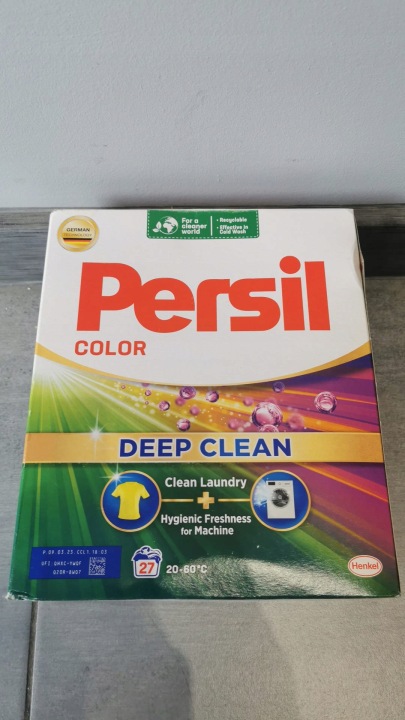 GERMAN
TECHNOLOGY
For a
cleaner
world
• Recyclable
• Effective in
Cold Wash
Persil
COLOR
DEEP CLEAN
Clean Laundry
+
Hygienic Freshness
for Machine
27
20-60°C
Henkel